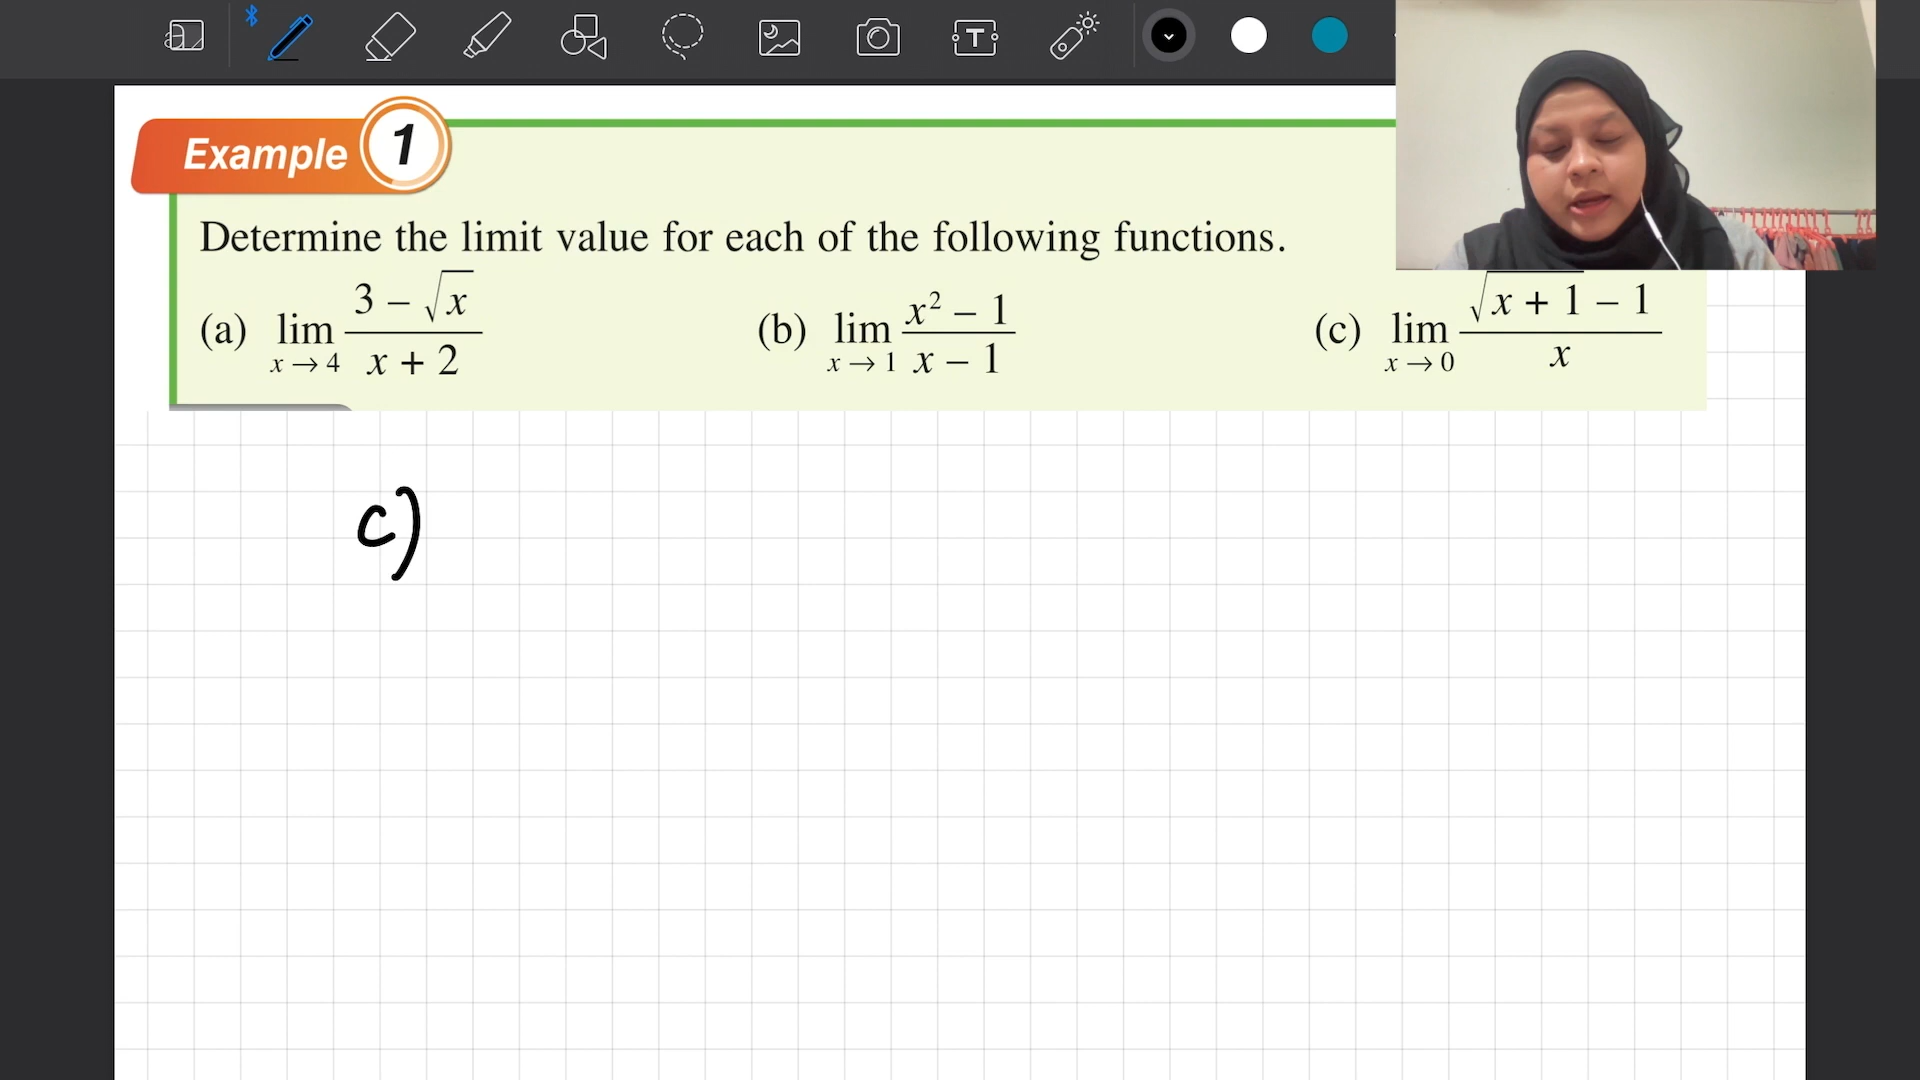 Example 1
Determine the limit value for each of the following functions.
(a) lim x → 4 (3 − √x)/(x + 2)
(b) lim x → 1 (x² − 1)/(x − 1)
(c) lim x → 0 (√(x + 1) − 1)/x
c)